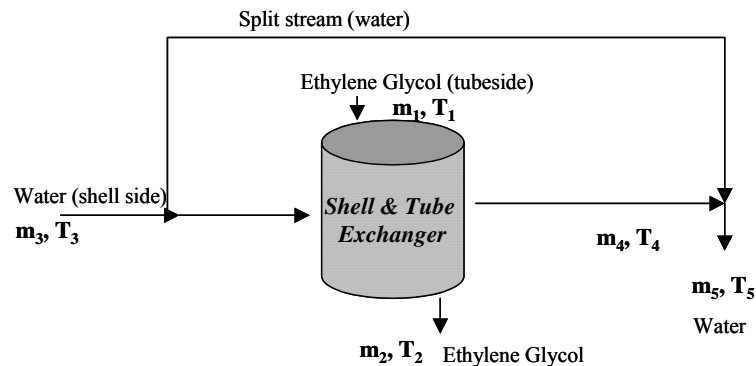 Split stream (water)
Ethylene Glycol (tubeside)
m₁, T₁
Water (shell side)
m₃, T₃
Shell & Tube
Exchanger
m₄, T₄
m₅, T₅
Water
m₂, T₂ Ethylene Glycol